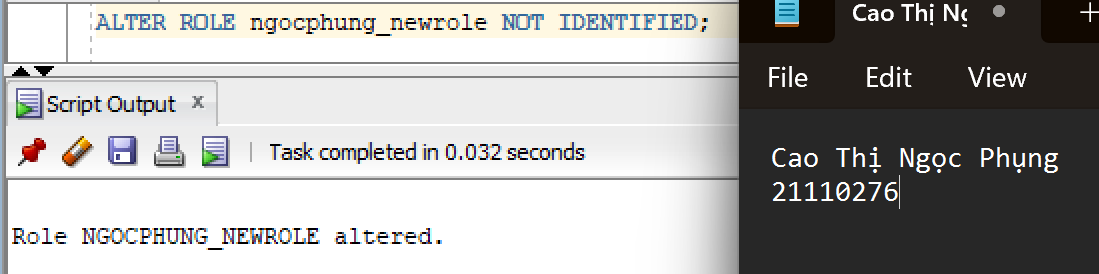 ALTER ROLE ngocphung_newrole NOT IDENTIFIED;
Script Output x
Task completed in 0.032 seconds
Role NGOCPHUNG_NEWROLE altered.
Cao Thị Ng
File Edit View
Cao Thị Ngọc Phụng
21110276